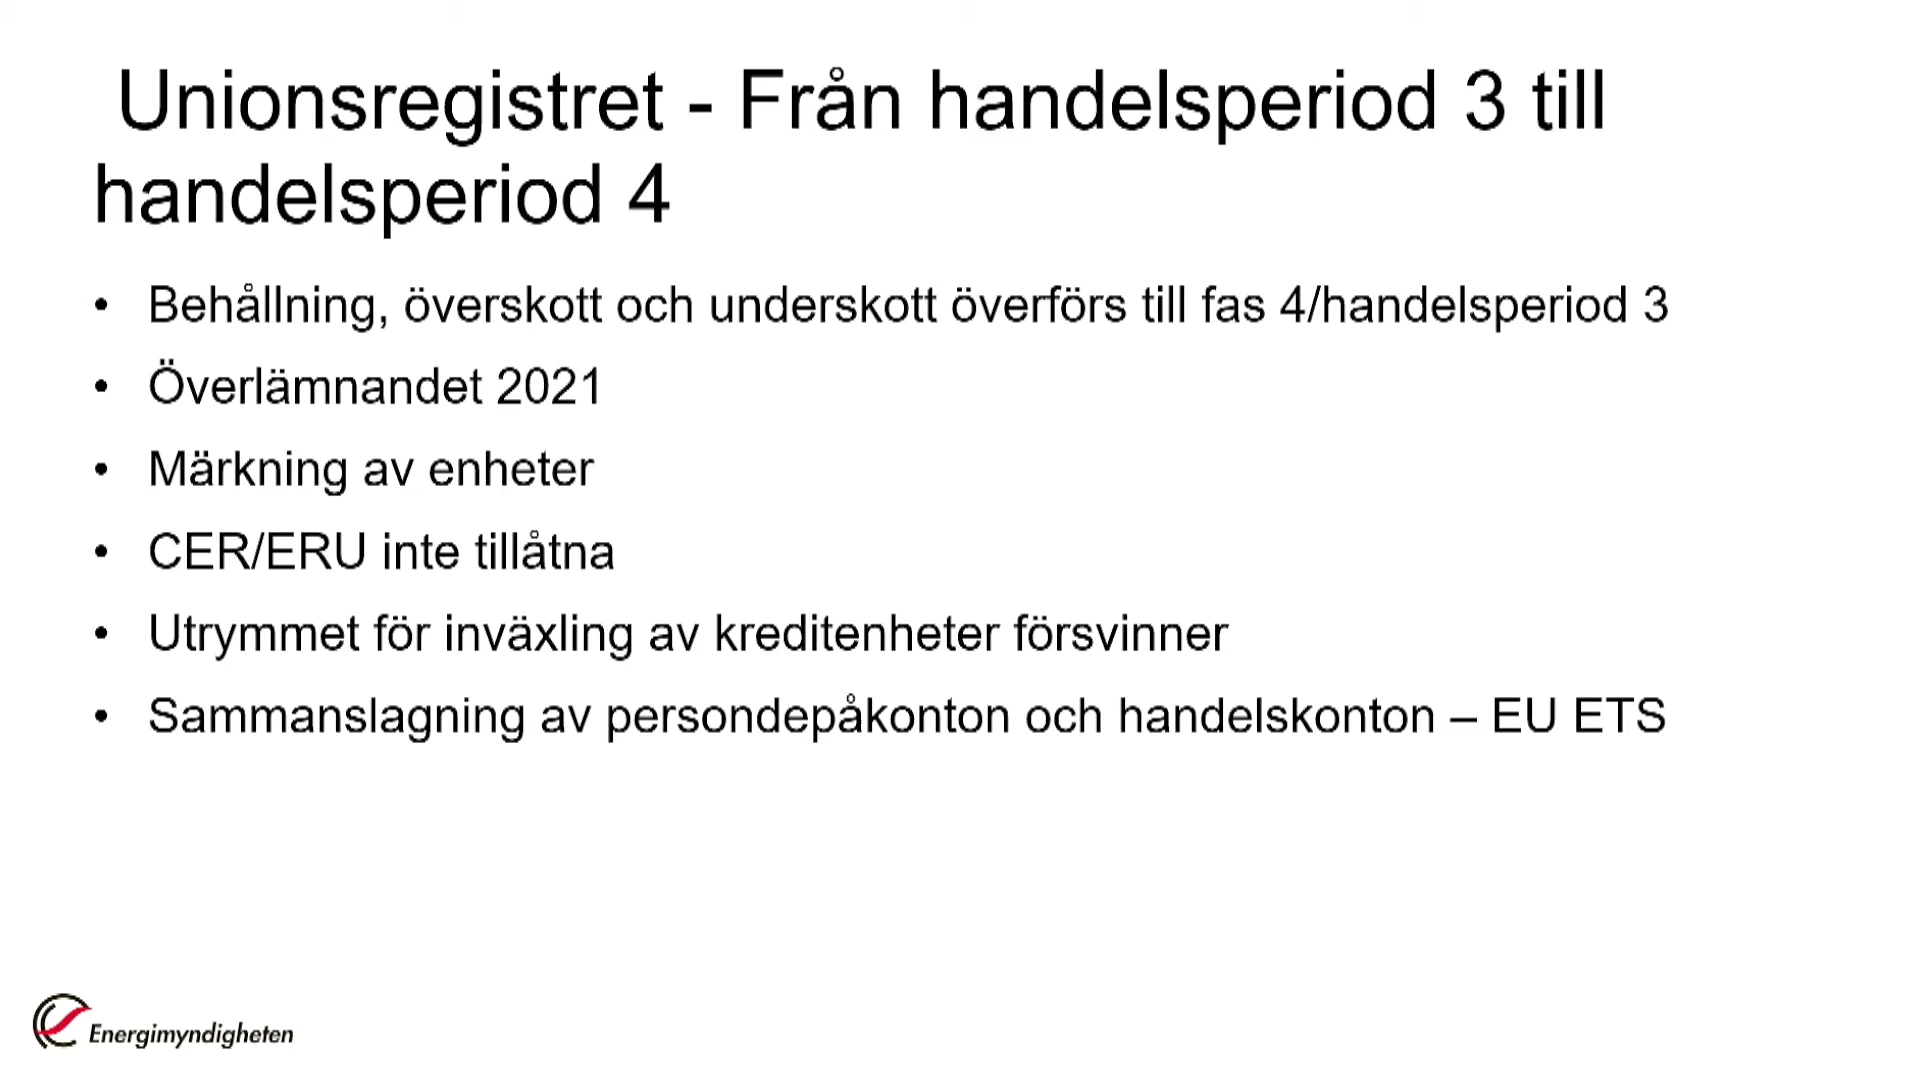 Unionsregistret - Från handelsperiod 3 till
handelsperiod 4
• Behållning, överskott och underskott överförs till fas 4/handelsperiod 3
• Överlämnandet 2021
• Märkning av enheter
• CER/ERU inte tillåtna
• Utrymmet för inväxling av kreditenheter försvinner
• Sammanslagning av persondepåkonton och handelskonton – EU ETS
Energimyndigheten